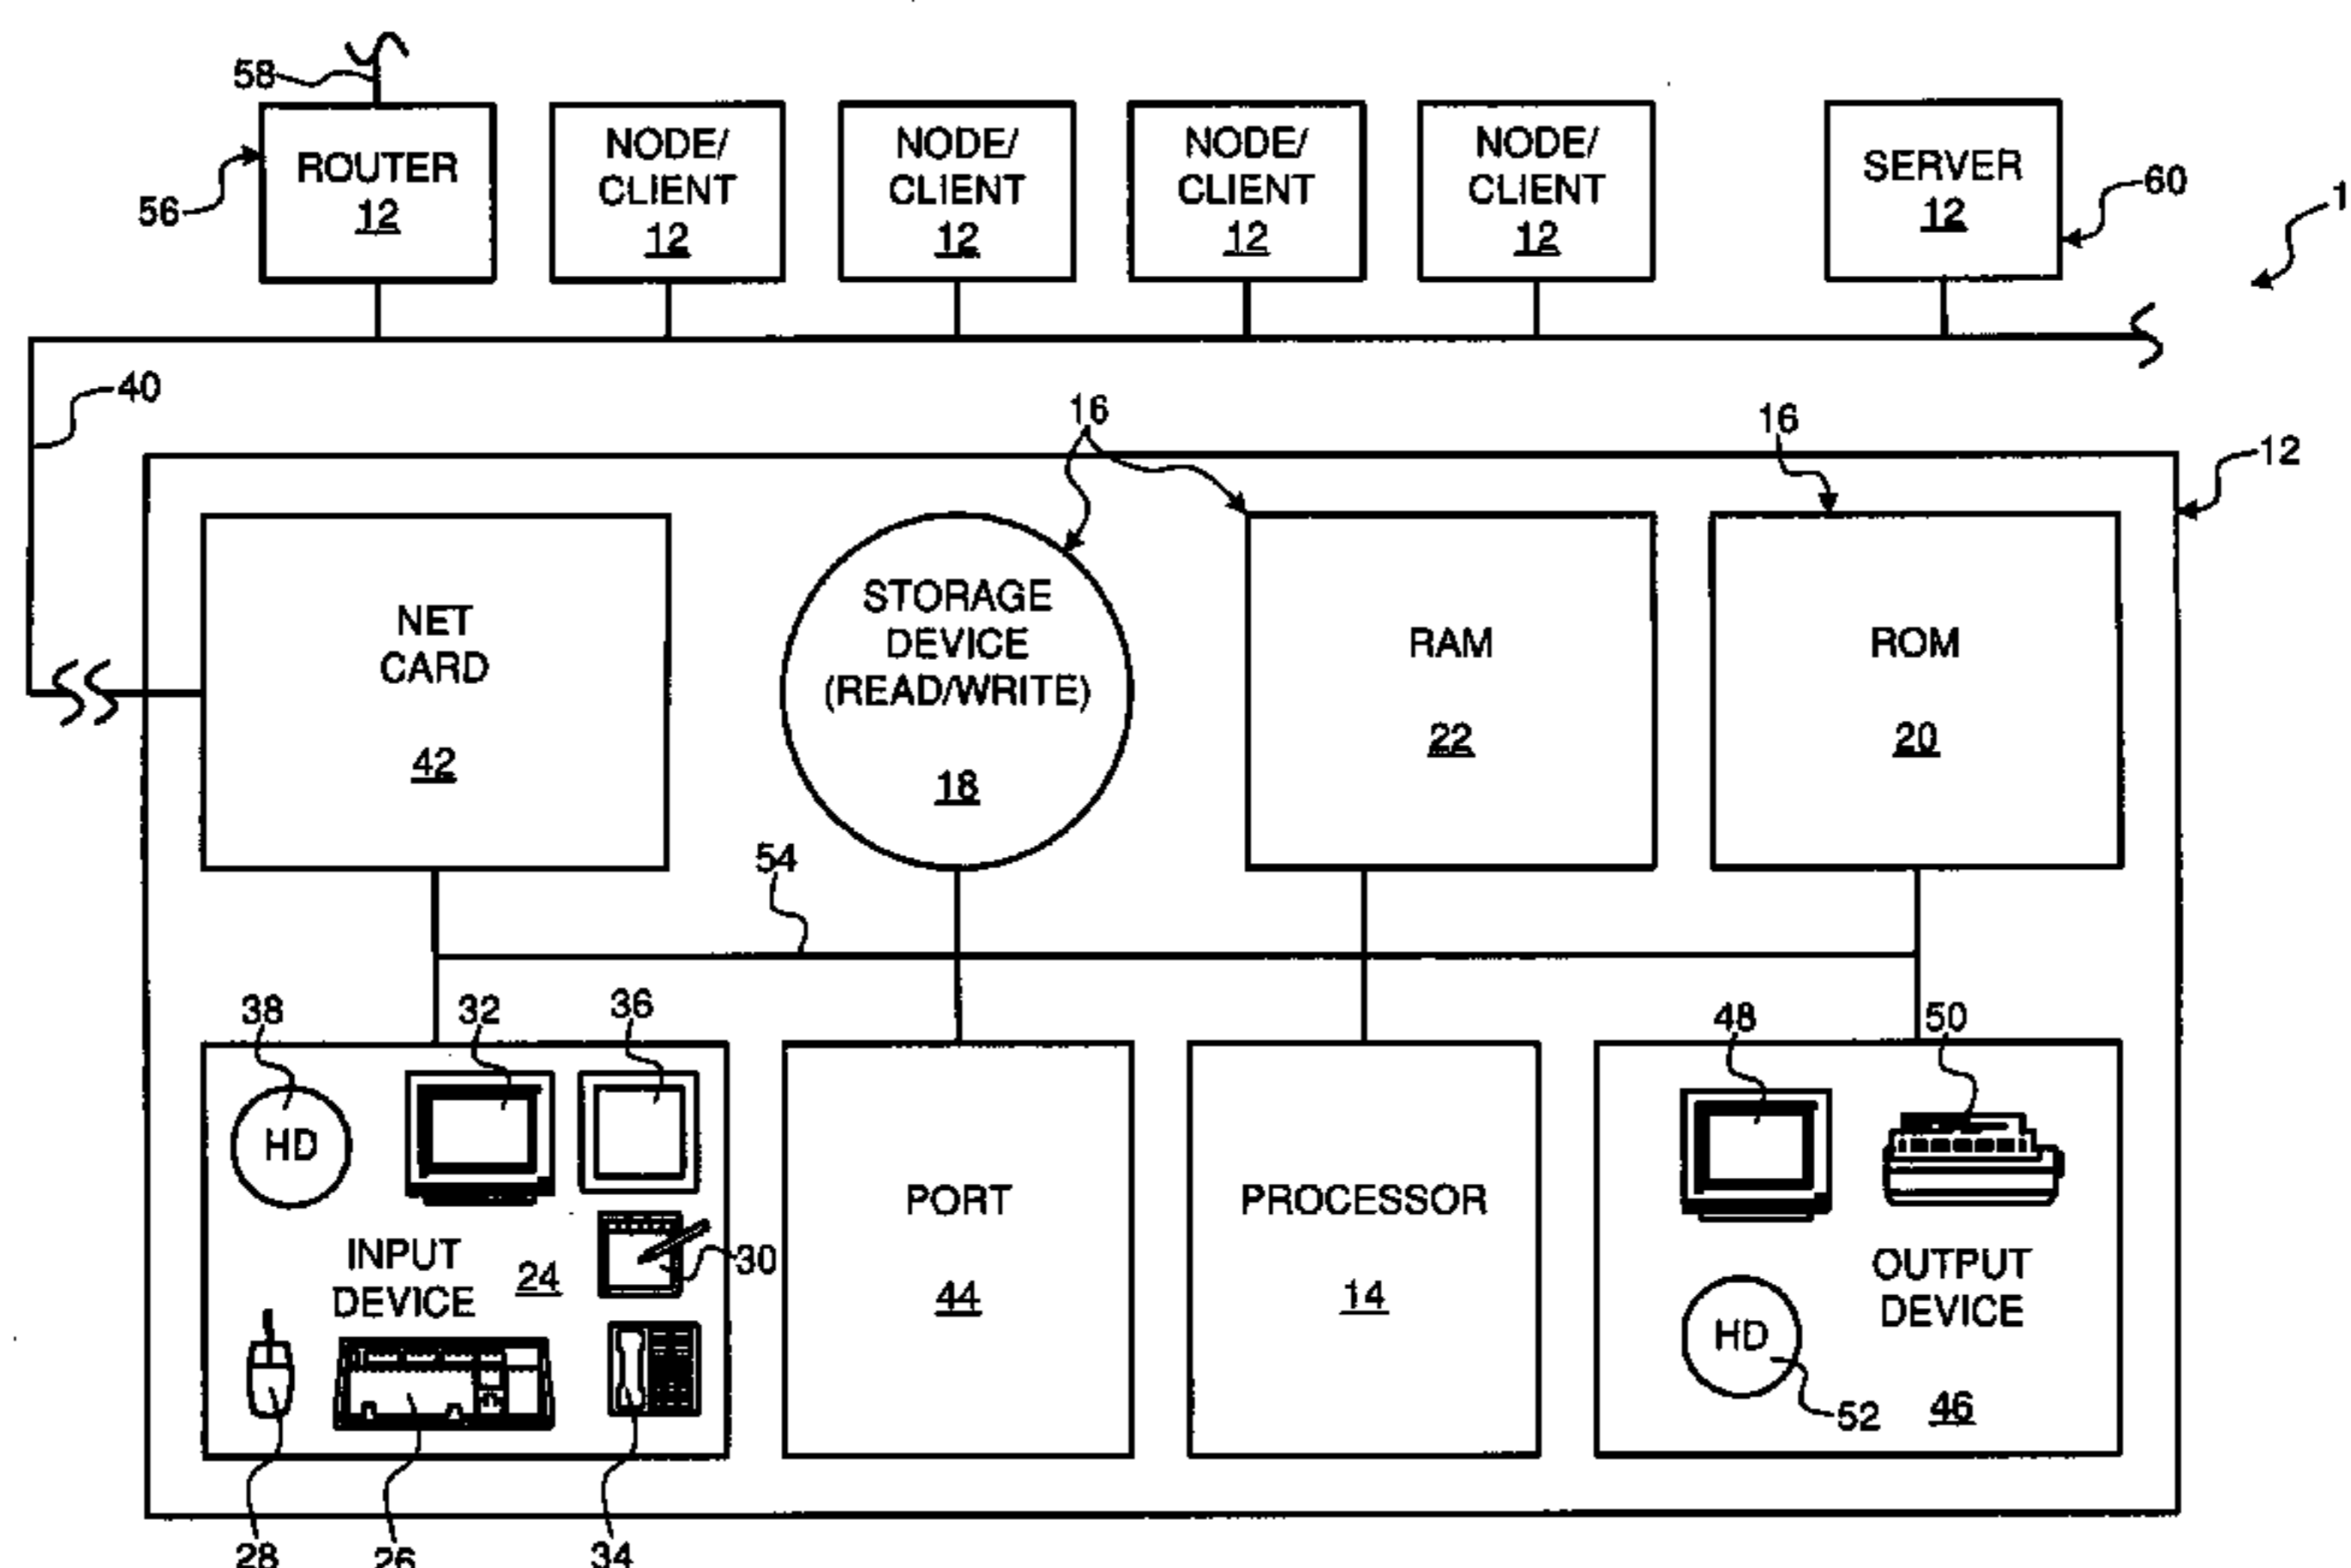 58
ROUTER
12
56
NODE/
CLIENT
12
NODE/
CLIENT
12
NODE/
CLIENT
12
NODE/
CLIENT
12
SERVER
12
60
1
40
16
16
12
NET
CARD
42
STORAGE
DEVICE
(READ/WRITE)
18
RAM
22
ROM
20
54
38
32
36
HD
INPUT
DEVICE
24
30
28
26
34
PORT
44
PROCESSOR
14
48
50
OUTPUT
DEVICE
46
HD
52